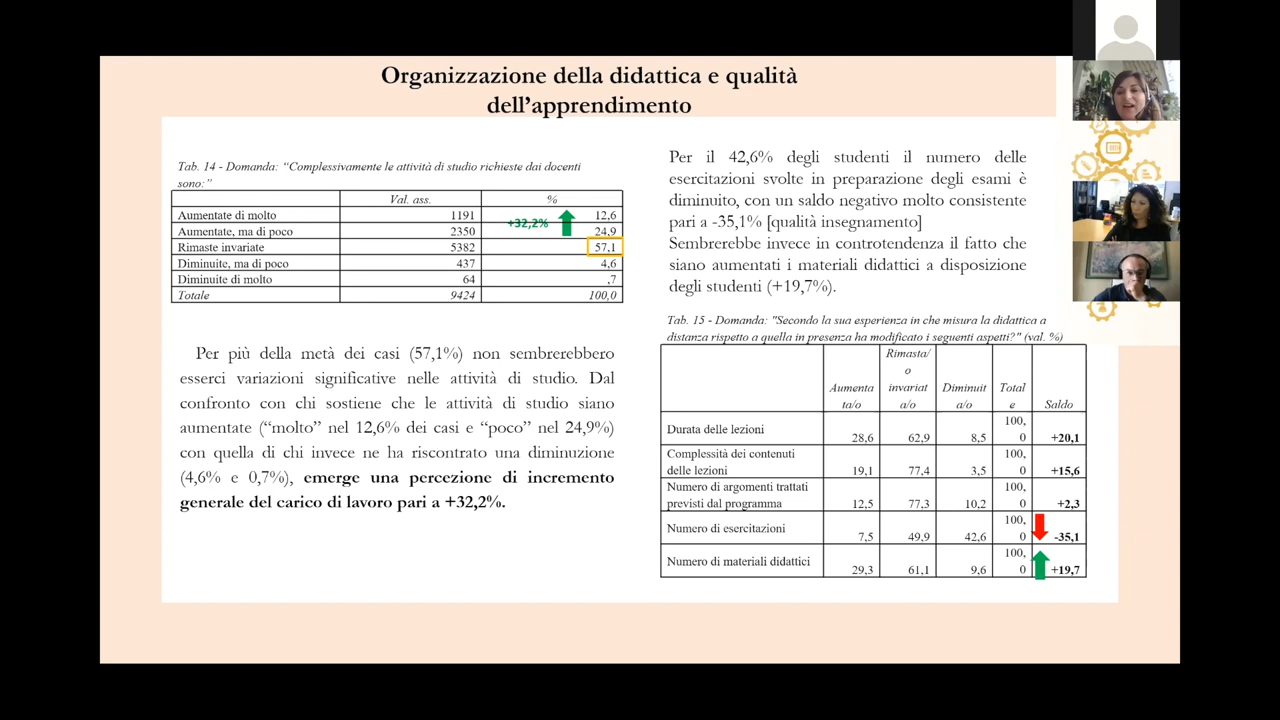 Organizzazione della didattica e qualità
dell'apprendimento
Tab. 14 - Domanda: “Complessivamente le attività di studio richieste dai docenti
sono:”
Val. ass. %
Aumentate di molto 1191 12,6
+32,2%
Aumentate, ma di poco 2350 24,9
Rimaste invariate 5382 57,1
Diminuite, ma di poco 437 4,6
Diminuite di molto 64 ,7
Totale 9424 100,0
Per più della metà dei casi (57,1%) non sembrerebbero
esserci variazioni significative nelle attività di studio. Dal
confronto con chi sostiene che le attività di studio siano
aumentate (“molto” nel 12,6% dei casi e “poco” nel 24,9%)
con quella di chi invece ne ha riscontrato una diminuzione
(4,6% e 0,7%), emerge una percezione di incremento
generale del carico di lavoro pari a +32,2%.
Per il 42,6% degli studenti il numero delle
esercitazioni svolte in preparazione degli esami è
diminuito, con un saldo negativo molto consistente
pari a -35,1% [qualità insegnamento]
Sembrerebbe invece in controtendenza il fatto che
siano aumentati i materiali didattici a disposizione
degli studenti (+19,7%).
Tab. 15 - Domanda: "Secondo la sua esperienza in che misura la didattica a
distanza rispetto a quella in presenza ha modificato i seguenti aspetti?" (val. %)
Aumenta
ta/o
Rimasta/
o
invariat
a/o
Diminuit
a/o
Total
e
Saldo
Durata delle lezioni 28,6 62,9 8,5 100,
0 +20,1
Complessità dei contenuti
delle lezioni 19,1 77,4 3,5 100,
0 +15,6
Numero di argomenti trattati
previsti dal programma 12,5 77,3 10,2 100,
0 +2,3
Numero di esercitazioni 7,5 49,9 42,6 100,
0 -35,1
Numero di materiali didattici 29,3 61,1 9,6 100,
0 +19,7